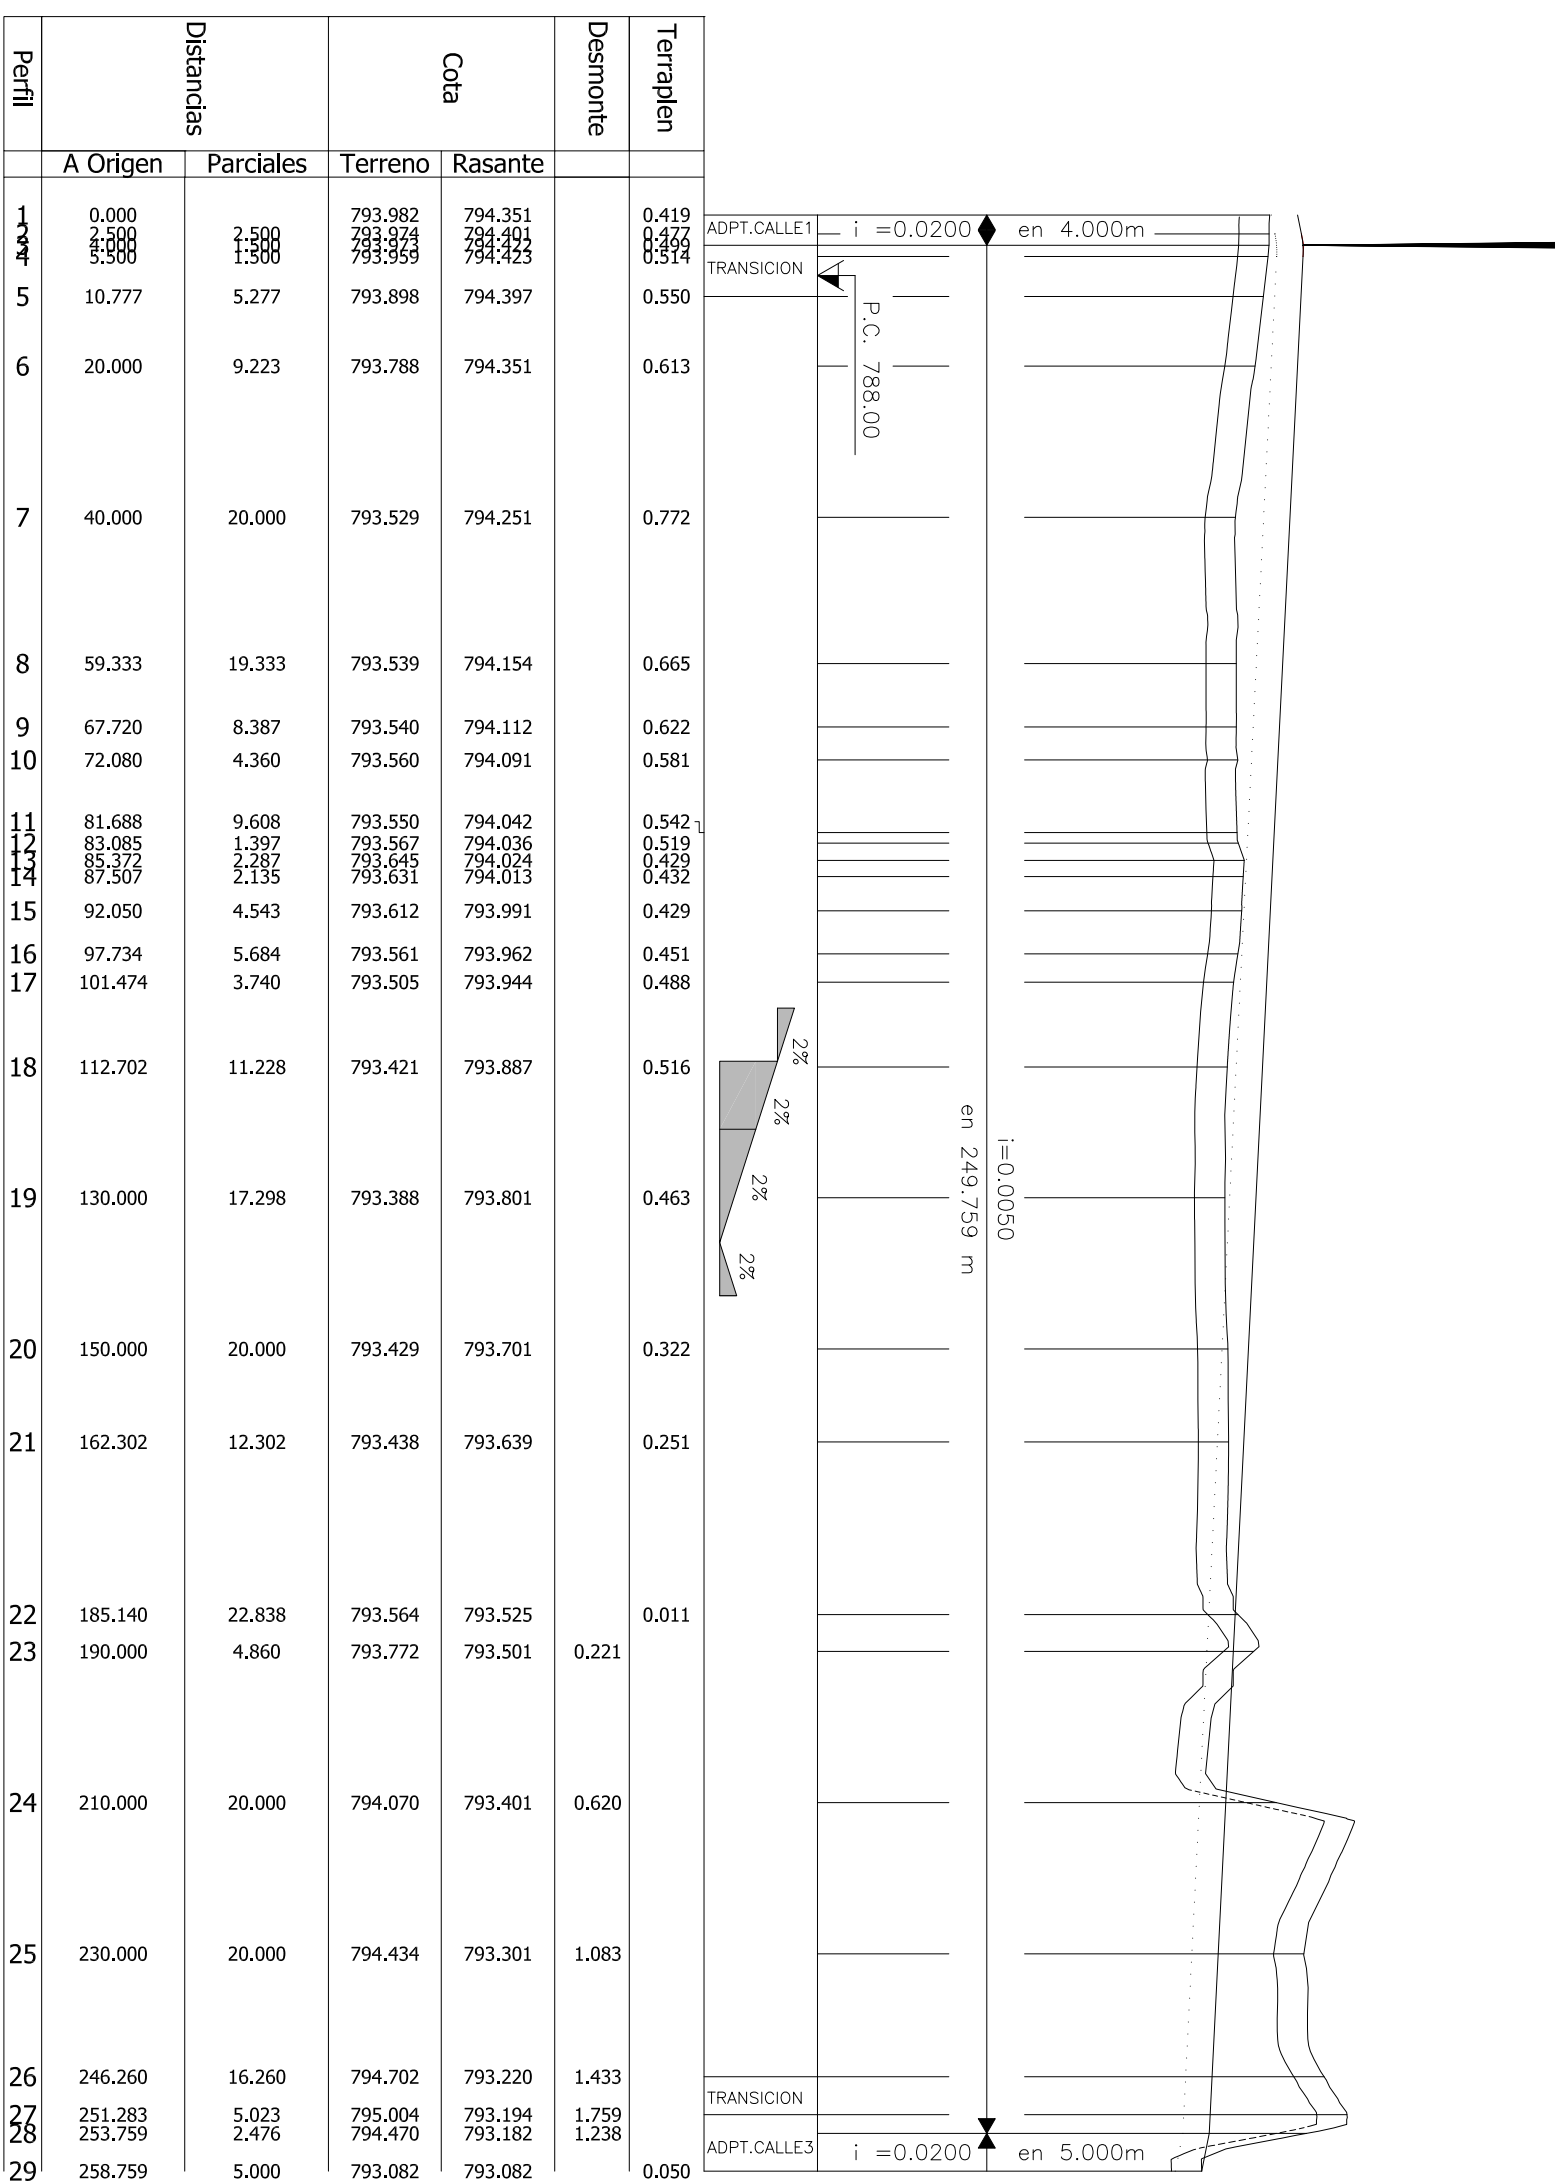 Perfil Distancias Cota Desmonte Terraplen
A Origen Parciales Terreno Rasante
1 0.000 793.982 794.351 0.419
2 2.500 2.500 793.974 794.401 0.477
3 4.000 1.500 793.973 794.422 0.499
4 5.500 1.500 793.959 794.423 0.514
5 10.777 5.277 793.898 794.397 0.550
6 20.000 9.223 793.788 794.351 0.613
7 40.000 20.000 793.529 794.251 0.772
8 59.333 19.333 793.539 794.154 0.665
9 67.720 8.387 793.540 794.112 0.622
10 72.080 4.360 793.560 794.091 0.581
11 81.688 9.608 793.550 794.042 0.542
12 83.085 1.397 793.567 794.036 0.519
13 85.372 2.287 793.645 794.024 0.429
14 87.507 2.135 793.631 794.013 0.432
15 92.050 4.543 793.612 793.991 0.429
16 97.734 5.684 793.561 793.962 0.451
17 101.474 3.740 793.505 793.944 0.488
18 112.702 11.228 793.421 793.887 0.516
19 130.000 17.298 793.388 793.801 0.463
20 150.000 20.000 793.429 793.701 0.322
21 162.302 12.302 793.438 793.639 0.251
22 185.140 22.838 793.564 793.525 0.011
23 190.000 4.860 793.772 793.501 0.221
24 210.000 20.000 794.070 793.401 0.620
25 230.000 20.000 794.434 793.301 1.083
26 246.260 16.260 794.702 793.220 1.433
27 251.283 5.023 795.004 793.194 1.759
28 253.759 2.476 794.470 793.182 1.238
29 258.759 5.000 793.082 793.082 0.050
ADPT.CALLE1
i =0.0200 en 4.000m
TRANSICION
P.C. 788.00
2%
2%
2%
2%
i=0.0050
en 249.759 m
TRANSICION
ADPT.CALLE3
i =0.0200 en 5.000m